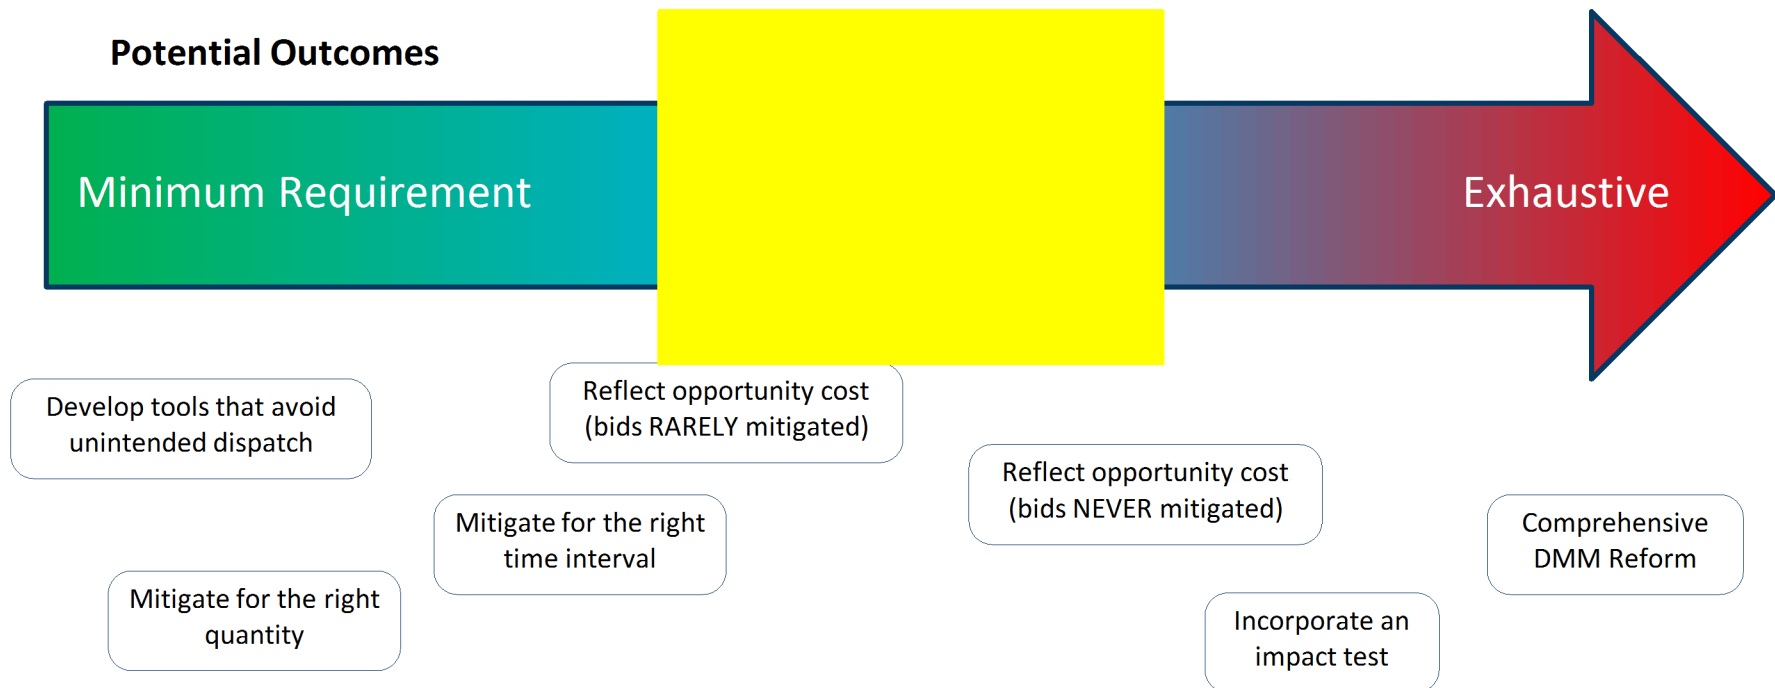 Potential Outcomes
Minimum Requirement
Exhaustive
Develop tools that avoid
unintended dispatch
Reflect opportunity cost
(bids RARELY mitigated)
Reflect opportunity cost
(bids NEVER mitigated)
Mitigate for the right
time interval
Comprehensive
DMM Reform
Mitigate for the right
quantity
Incorporate an
impact test